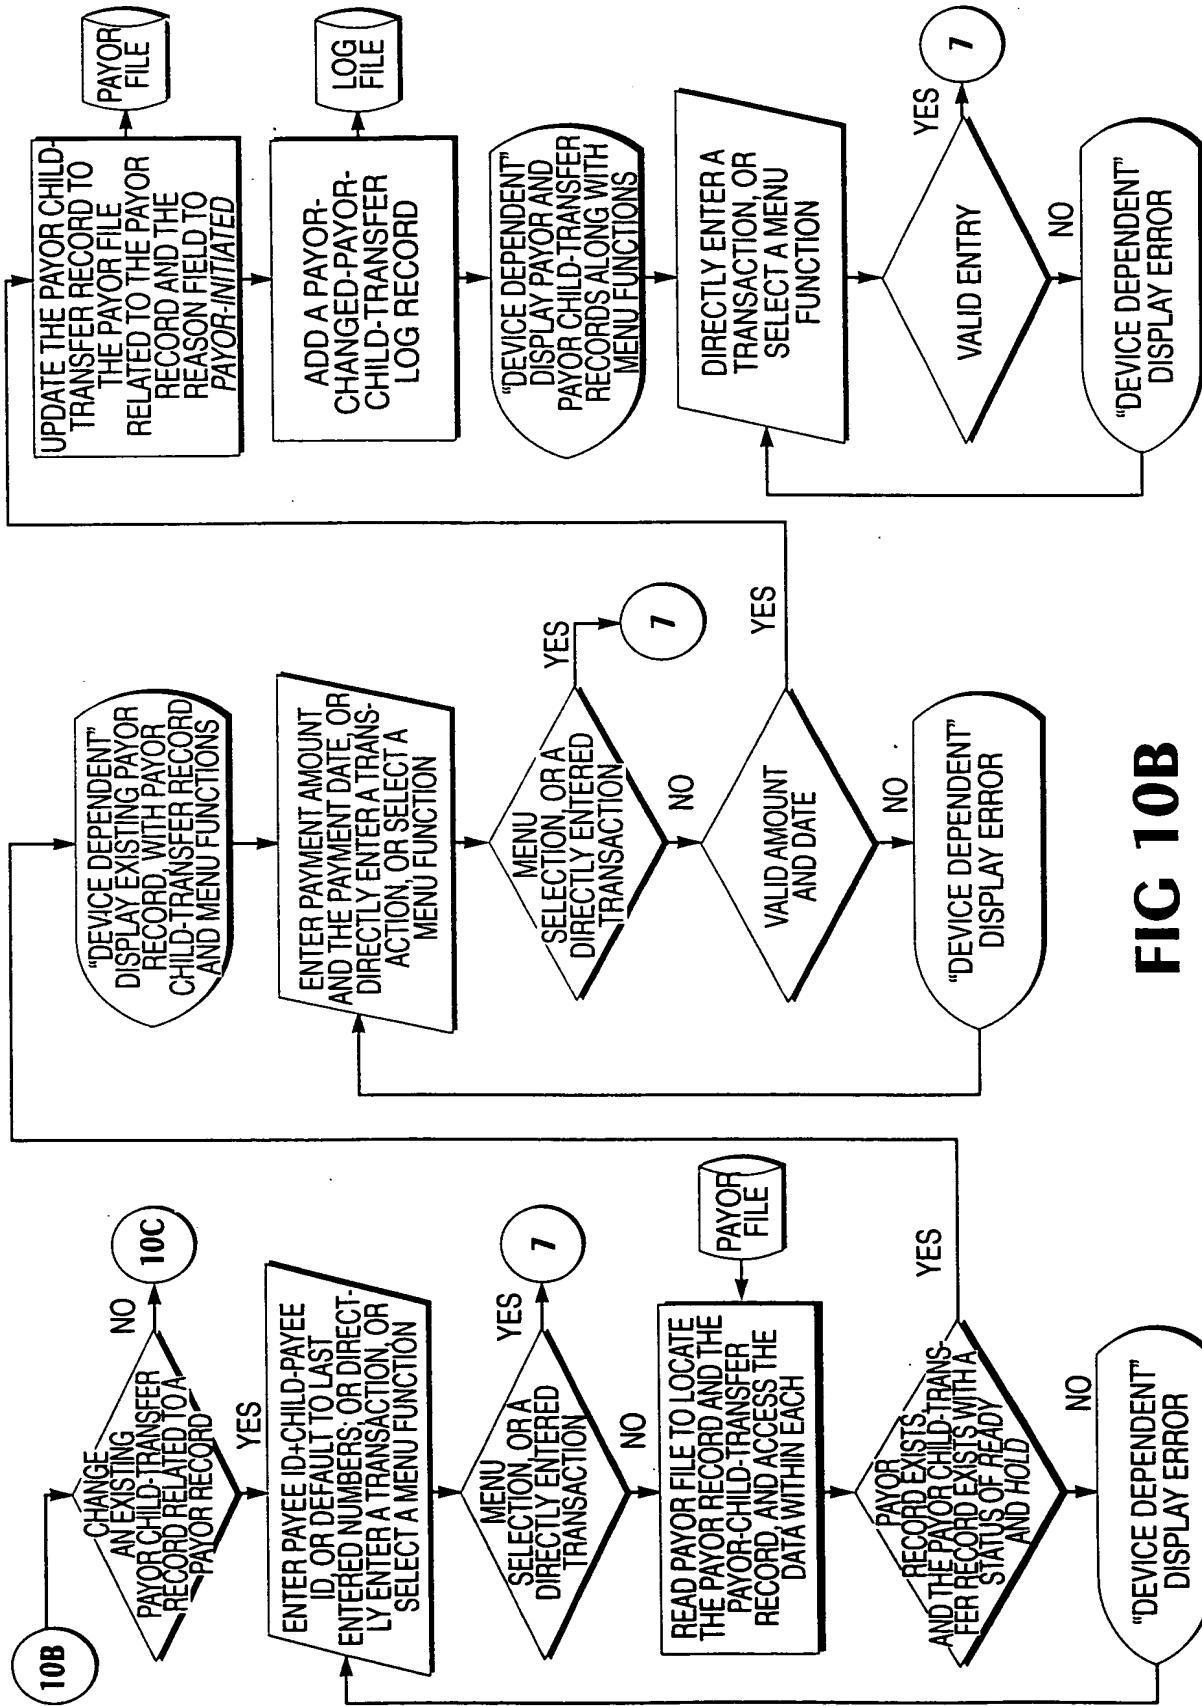 10B
CHANGE
AN EXISTING
PAYOR CHILD-TRANSFER
RECORD RELATED TO A
PAYOR RECORD
NO
10C
YES
ENTER PAYEE ID+CHILD-PAYEE
ID, OR DEFAULT TO LAST
ENTERED NUMBERS; OR DIRECT-
LY ENTER A TRANSACTION, OR
SELECT A MENU FUNCTION
MENU
SELECTION, OR A
DIRECTLY ENTERED
TRANSACTION
YES
7
NO
READ PAYOR FILE TO LOCATE
THE PAYOR RECORD AND THE
PAYOR-CHILD-TRANSFER
RECORD, AND ACCESS THE
DATA WITHIN EACH
PAYOR
FILE
PAYOR
RECORD EXISTS,
AND THE PAYOR CHILD-TRANS-
FER RECORD EXISTS WITH A
STATUS OF READY
AND HOLD
YES
NO
"DEVICE DEPENDENT"
DISPLAY ERROR
"DEVICE DEPENDENT"
DISPLAY EXISTING PAYOR
RECORD, WITH PAYOR
CHILD-TRANSFER RECORD
AND MENU FUNCTIONS
ENTER PAYMENT AMOUNT
AND THE PAYMENT DATE, OR
DIRECTLY ENTER A TRANS-
ACTION, OR SELECT A
MENU FUNCTION
MENU
SELECTION, OR A
DIRECTLY ENTERED
TRANSACTION
YES
7
NO
VALID AMOUNT
AND DATE
YES
NO
"DEVICE DEPENDENT"
DISPLAY ERROR
UPDATE THE PAYOR CHILD-
TRANSFER RECORD TO
THE PAYOR FILE
RELATED TO THE PAYOR
RECORD AND THE
REASON FIELD TO
PAYOR-INITIATED
PAYOR
FILE
ADD A PAYOR-
CHANGED-PAYOR-
CHILD-TRANSFER
LOG RECORD
LOG
FILE
"DEVICE DEPENDENT"
DISPLAY PAYOR AND
PAYOR CHILD-TRANSFER
RECORDS ALONG WITH
MENU FUNCTIONS
DIRECTLY ENTER A
TRANSACTION, OR
SELECT A MENU
FUNCTION
VALID ENTRY
YES
7
NO
"DEVICE DEPENDENT"
DISPLAY ERROR
FIG 10B